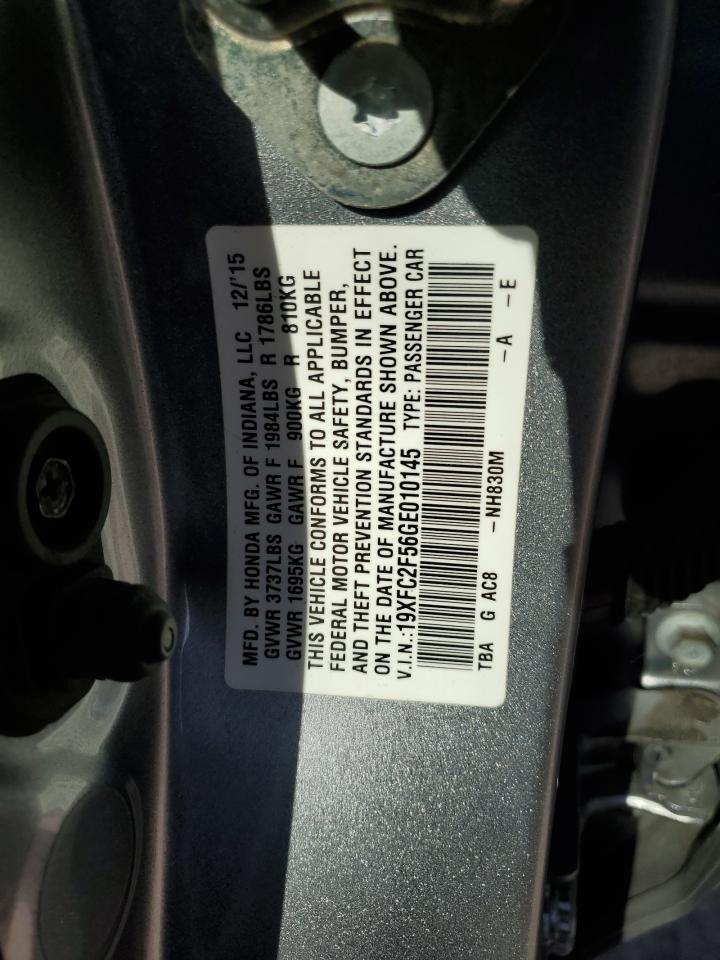 MFD. BY HONDA MFG. OF INDIANA, LLC 12/'15
GVWR 3737LBS GAWR F 1984LBS R 1786LBS
GVWR 1695KG GAWR F 900KG R 810KG
THIS VEHICLE CONFORMS TO ALL APPLICABLE
FEDERAL MOTOR VEHICLE SAFETY, BUMPER,
AND THEFT PREVENTION STANDARDS IN EFFECT
ON THE DATE OF MANUFACTURE SHOWN ABOVE.
V.I.N.:19XFC2F56GE010145 TYPE: PASSENGER CAR
TBA G AC8 -NH830M -A -E